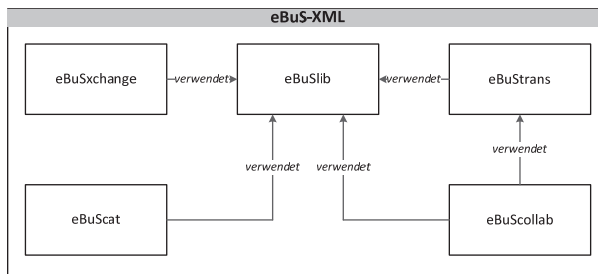 eBuS-XML
eBuSxchange
verwendet
eBuSlib
verwendet
eBuStrans
verwendet
verwendet
verwendet
eBuScat
eBuScollab